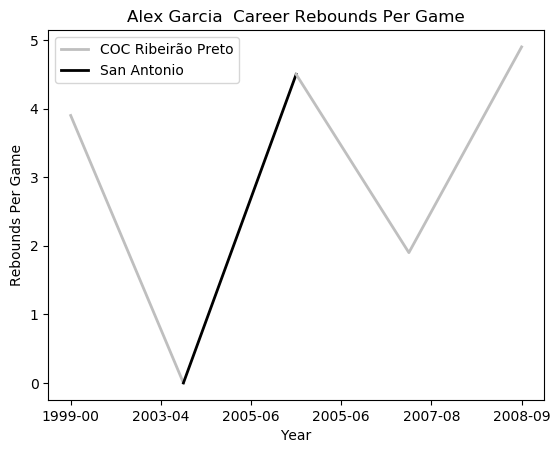 Alex Garcia  Career Rebounds Per Game
COC Ribeirão Preto
San Antonio
5
4
3
2
1
0
Rebounds Per Game
1999-00 2003-04 2005-06 2005-06 2007-08 2008-09
Year